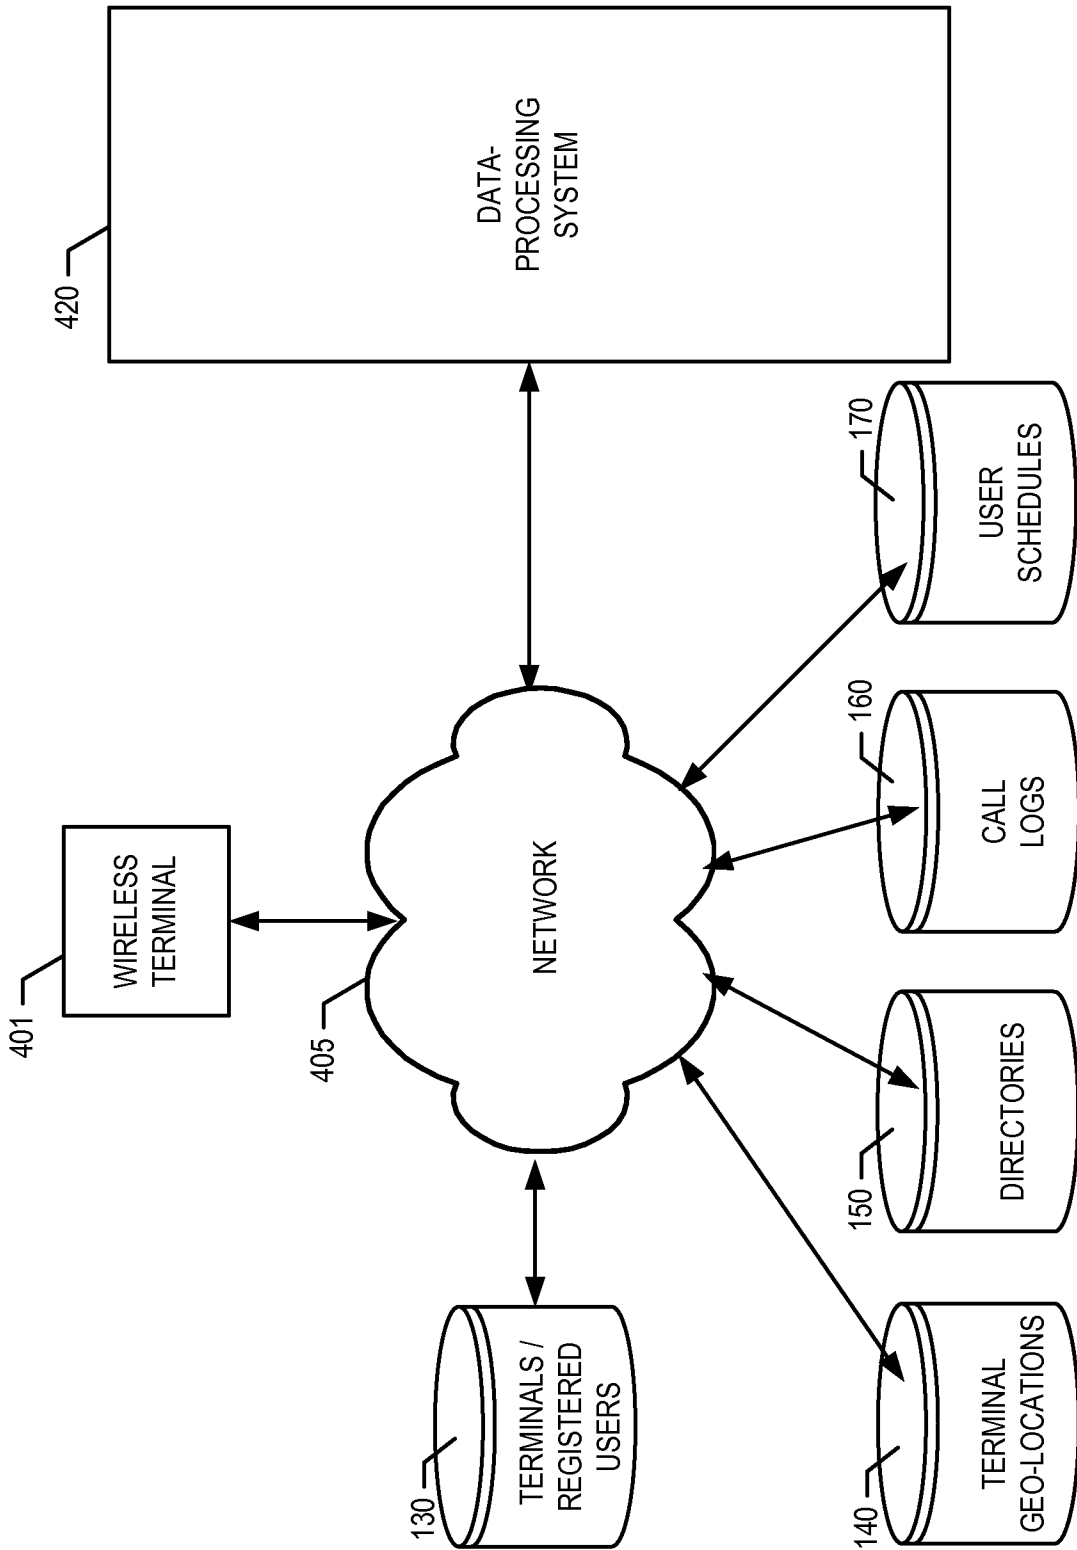 401
WIRELESS
TERMINAL
420
DATA-
PROCESSING
SYSTEM
405
NETWORK
130
TERMINALS /
REGISTERED
USERS
140
TERMINAL
GEO-LOCATIONS
150
DIRECTORIES
160
CALL
LOGS
170
USER
SCHEDULES